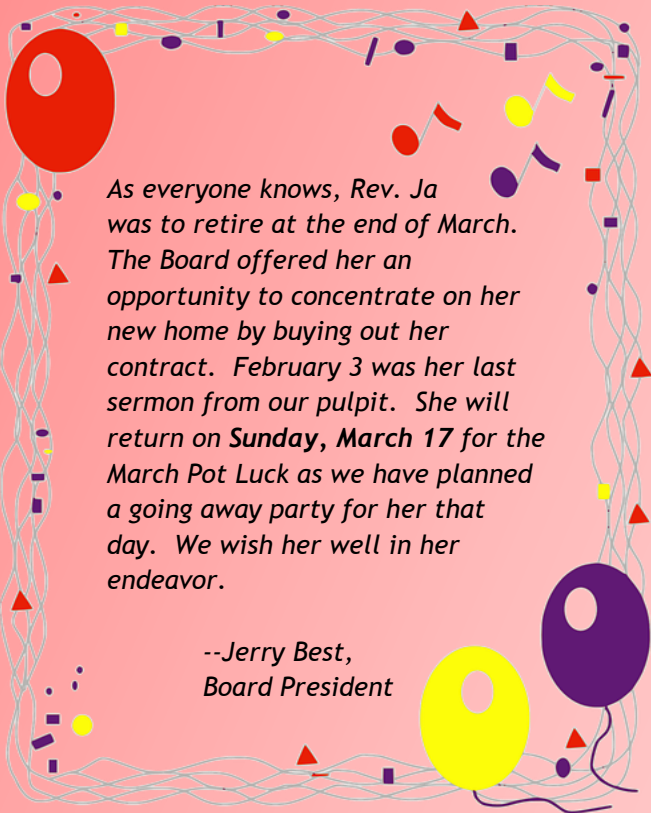 As everyone knows, Rev. Ja
was to retire at the end of March.
The Board offered her an
opportunity to concentrate on her
new home by buying out her
contract.  February 3 was her last
sermon from our pulpit.  She will
return on Sunday, March 17 for the
March Pot Luck as we have planned
a going away party for her that
day.  We wish her well in her
endeavor.
--Jerry Best,
Board President